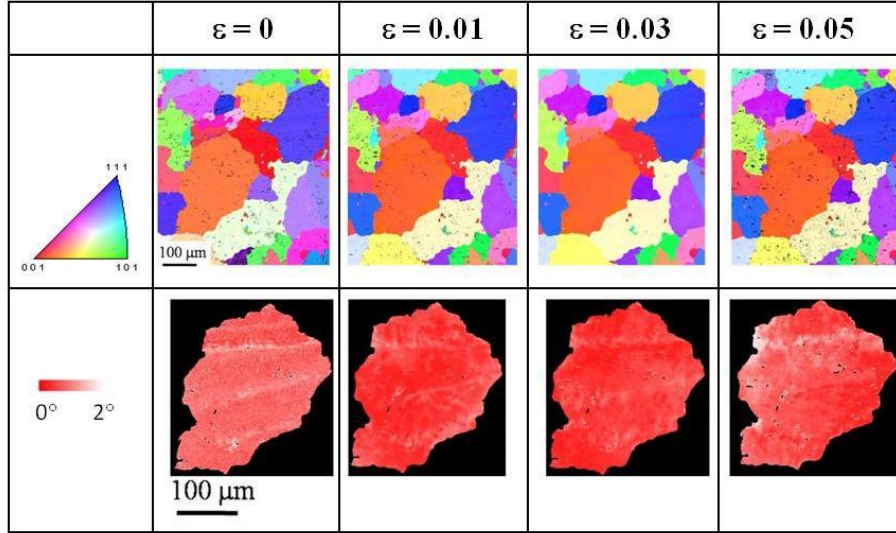 ε = 0
ε = 0.01
ε = 0.03
ε = 0.05
111
001
101
100 µm
0° 2°
100 µm